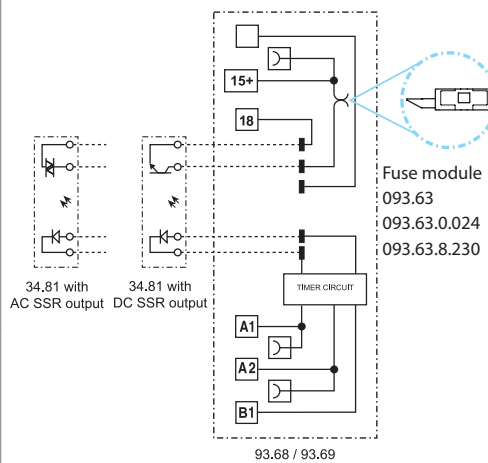 15+
18
Fuse module
093.63
093.63.0.024
093.63.8.230
34.81 with
AC SSR output
34.81 with
DC SSR output
TIMER CIRCUIT
A1
A2
B1
93.68 / 93.69